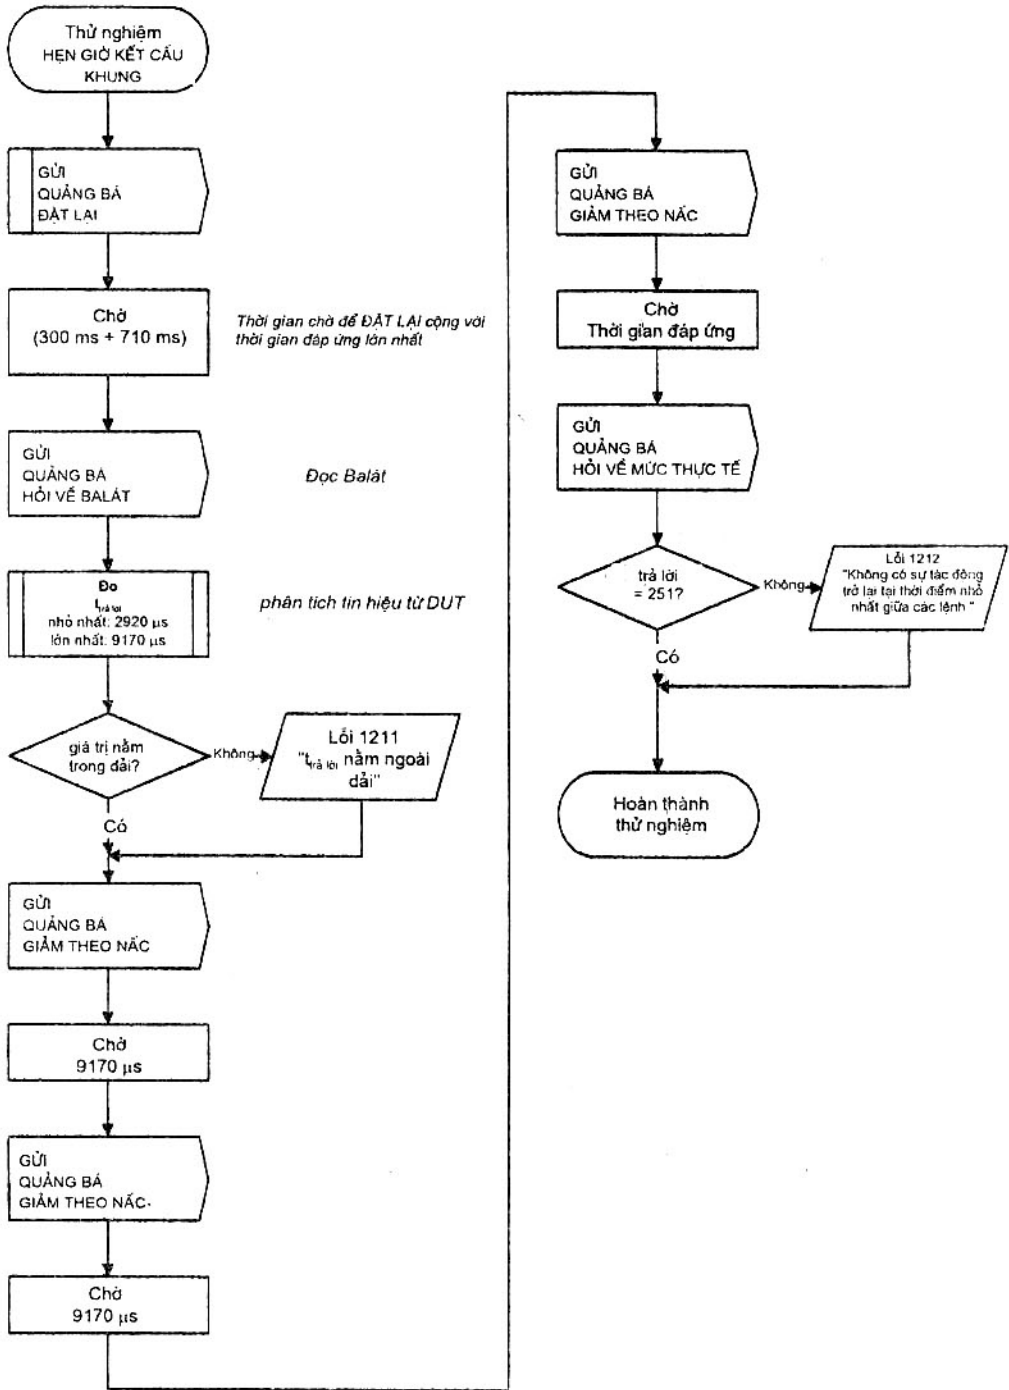 Thử nghiệm
HẸN GIỜ KẾT CẤU
KHUNG
GỬI
QUẢNG BÁ
ĐẶT LẠI
Chờ
(300 ms + 710 ms)
Thời gian chờ để ĐẶT LẠI cộng với
thời gian đáp ứng lớn nhất
GỬI
QUẢNG BÁ
HỎI VỀ BALÁT
Đọc Balát
Đo
t trả lời
nhỏ nhất: 2920 µs
lớn nhất: 9170 µs
phân tích tín hiệu từ DUT
giá trị nằm
trong dải?
Không
Lỗi 1211
"t trả lời nằm ngoài
dải"
Có
GỬI
QUẢNG BÁ
GIẢM THEO NẤC
Chờ
9170 µs
GỬI
QUẢNG BÁ
GIẢM THEO NẤC
Chờ
9170 µs
GỬI
QUẢNG BÁ
GIẢM THEO NẤC
Chờ
Thời gian đáp ứng
GỬI
QUẢNG BÁ
HỎI VỀ MỨC THỰC TẾ
trả lời
= 251?
Không
Lỗi 1212
"Không có sự tác động
trở lại tại thời điểm nhỏ
nhất giữa các lệnh "
Có
Hoàn thành
thử nghiệm